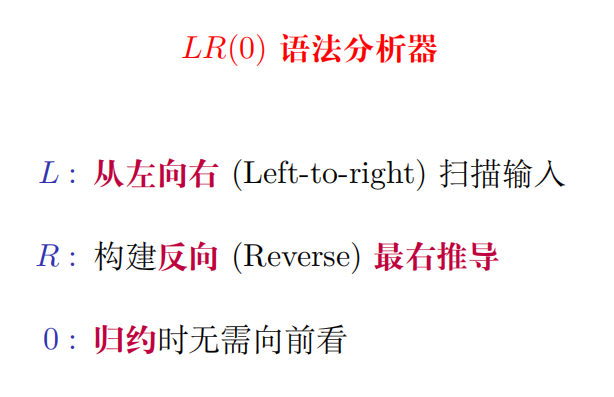 LR(0) 语法分析器
L : 从左向右 (Left-to-right) 扫描输入
R : 构建反向 (Reverse) 最右推导
0 : 归约时无需向前看